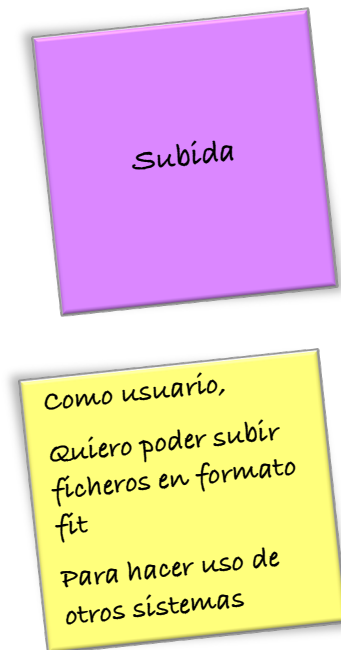 Subida
Como usuario,
Quiero poder subir
ficheros en formato
fit
Para hacer uso de
otros sistemas